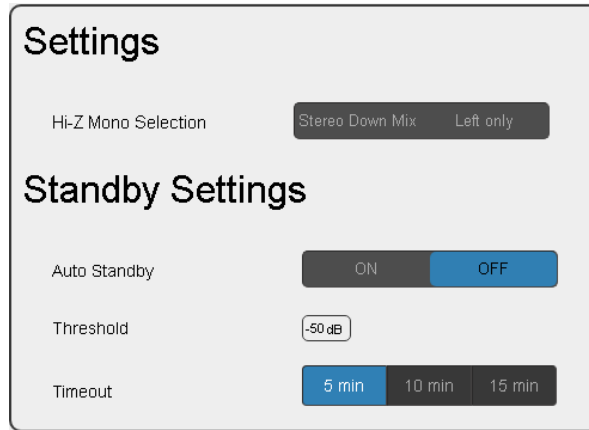 Settings
Hi-Z Mono Selection Stereo Down Mix Left only
Standby Settings
Auto Standby ON OFF
Threshold -50 dB
Timeout 5 min 10 min 15 min